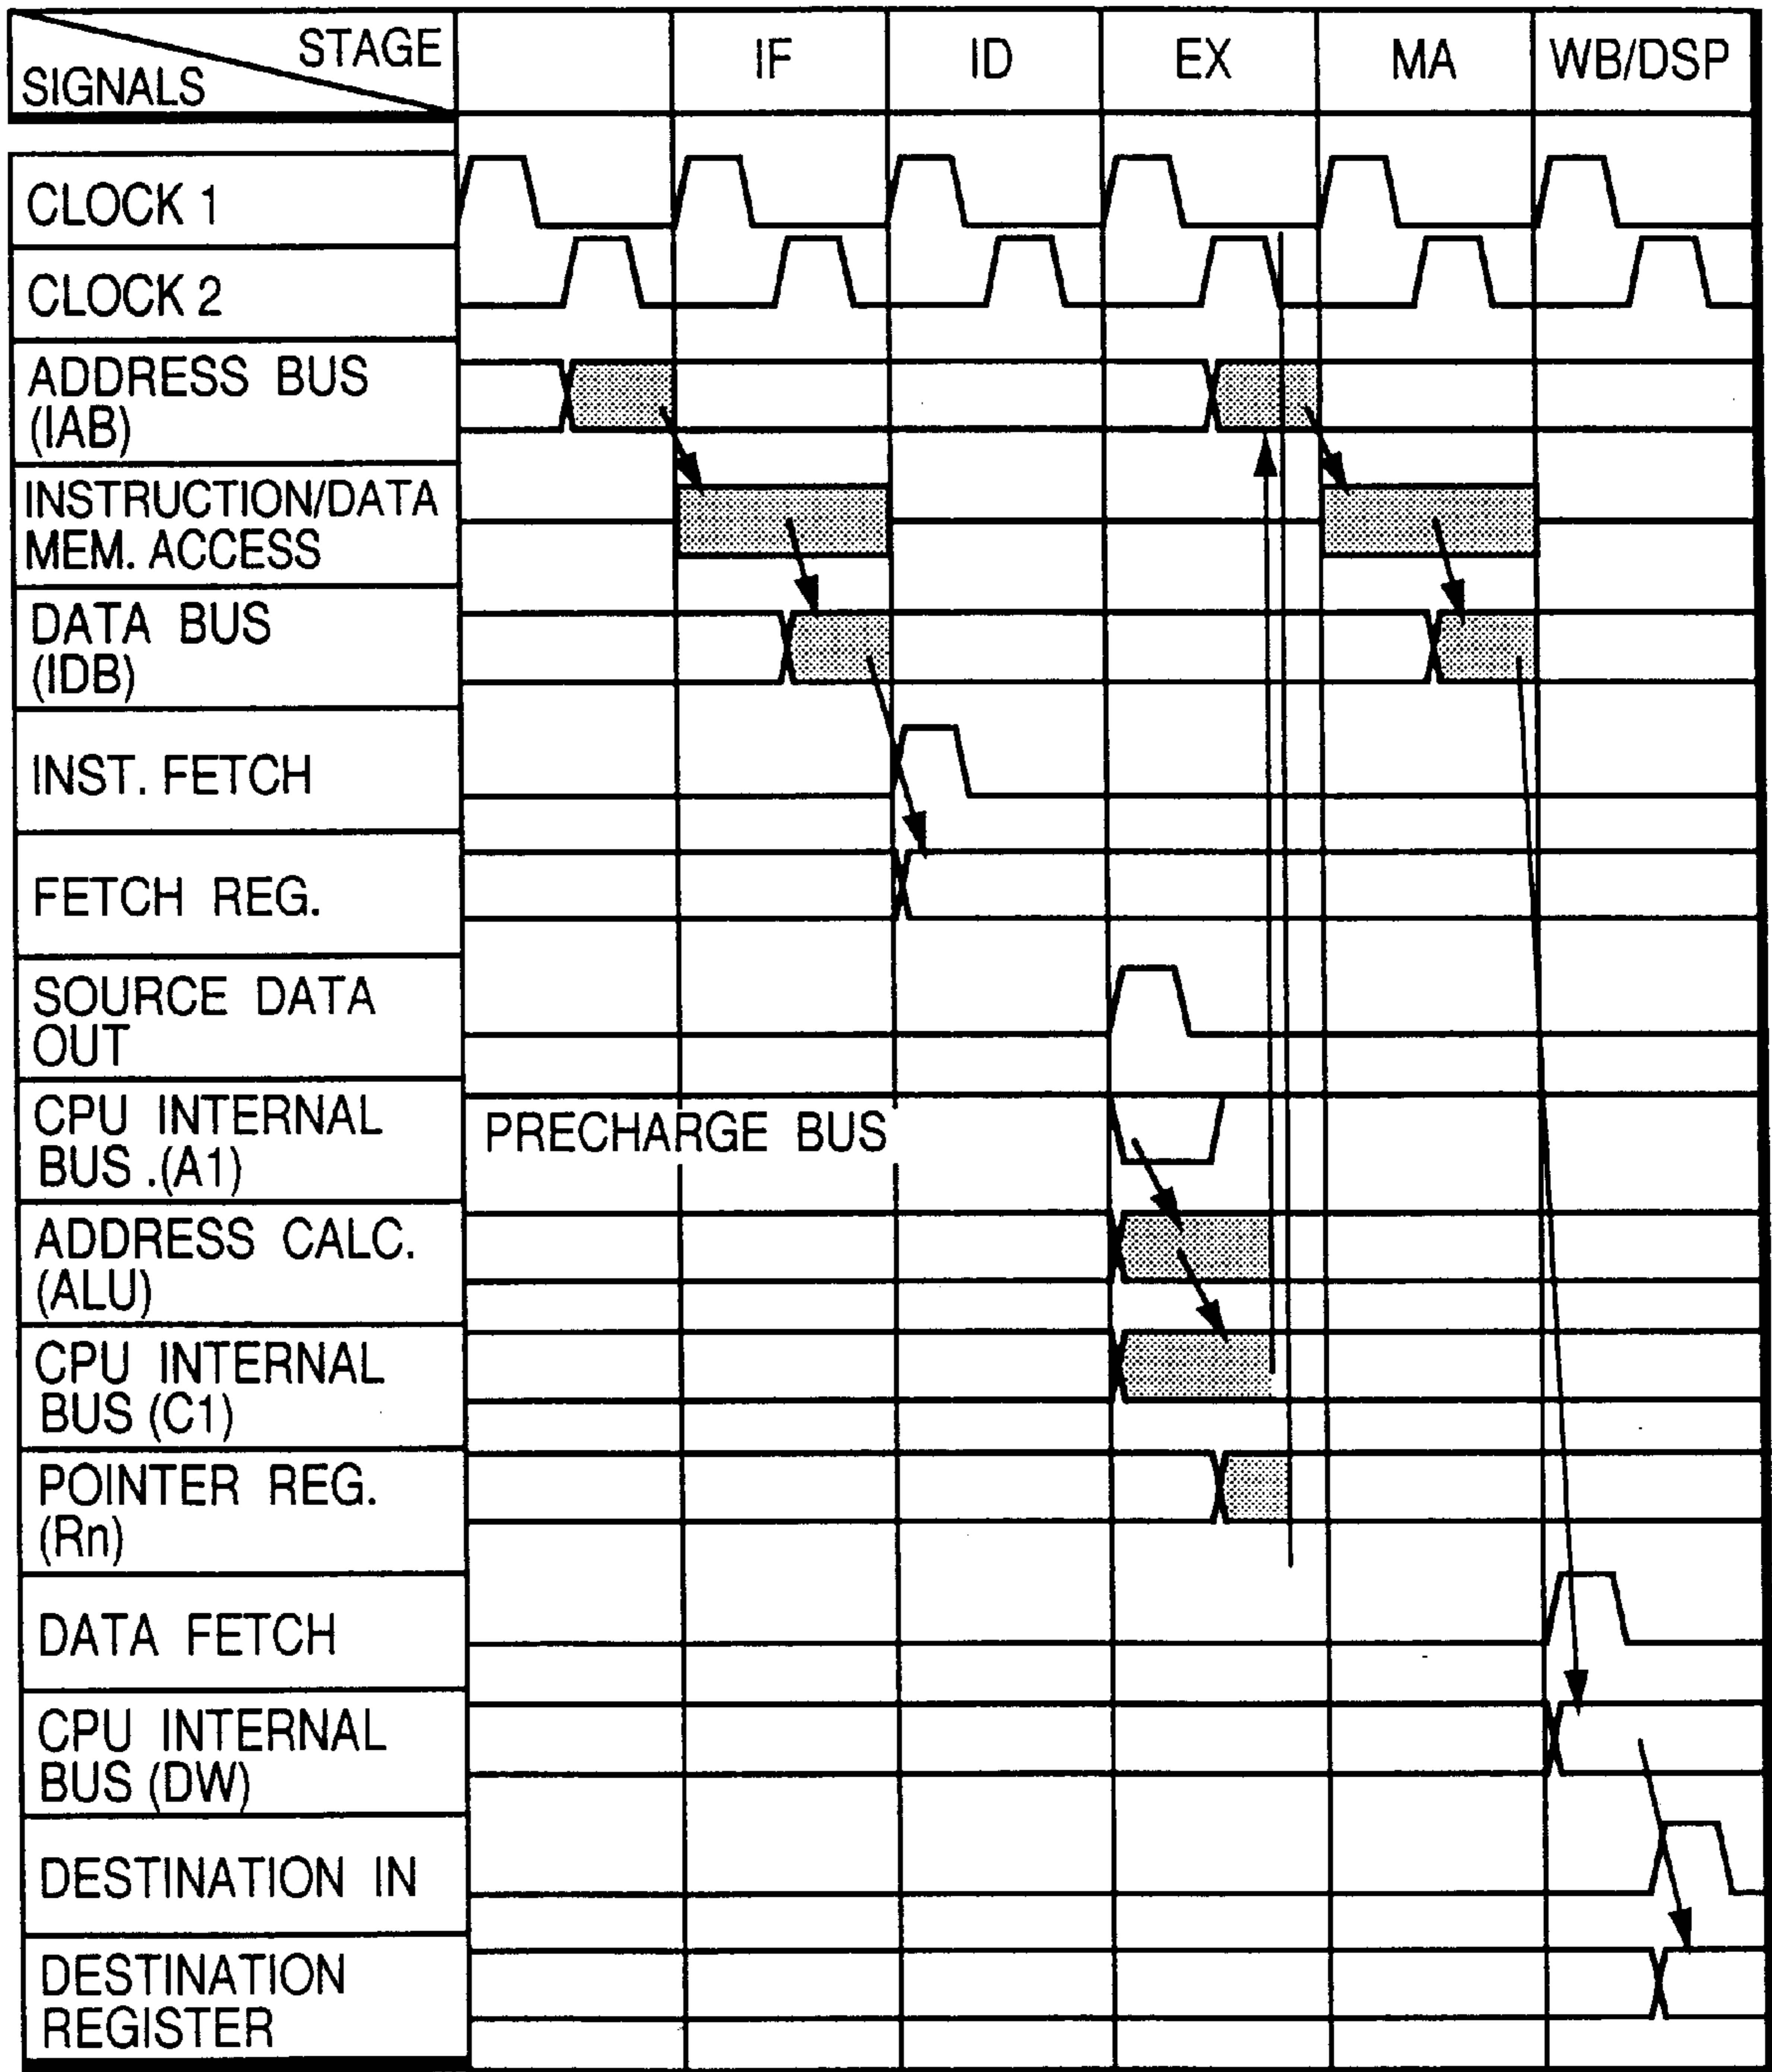 STAGE
SIGNALS
IF
ID
EX
MA
WB/DSP
CLOCK 1
CLOCK 2
ADDRESS BUS
(IAB)
INSTRUCTION/DATA
MEM. ACCESS
DATA BUS
(IDB)
INST. FETCH
FETCH REG.
SOURCE DATA
OUT
CPU INTERNAL
BUS .(A1)
PRECHARGE BUS
ADDRESS CALC.
(ALU)
CPU INTERNAL
BUS (C1)
POINTER REG.
(Rn)
DATA FETCH
CPU INTERNAL
BUS (DW)
DESTINATION IN
DESTINATION
REGISTER